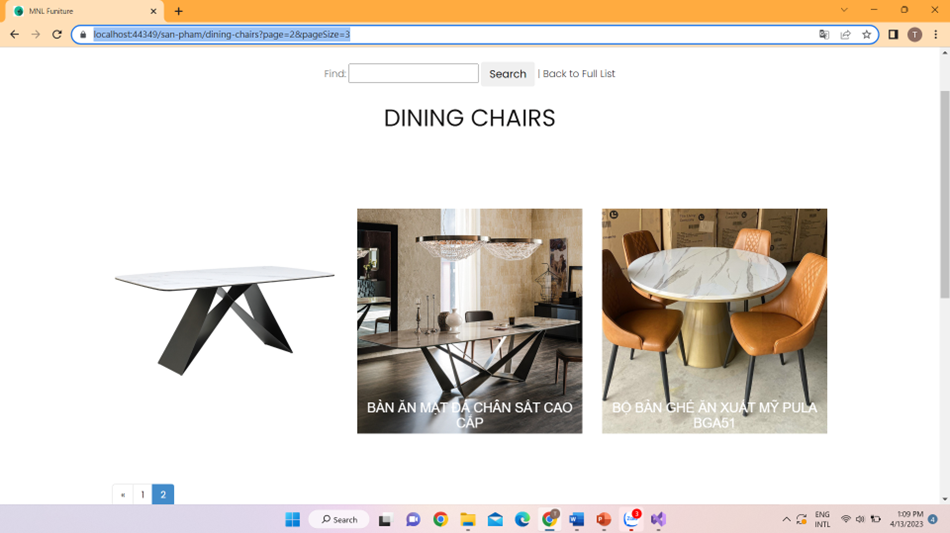 MNL Funiture
localhost:44349/san-pham/dining-chairs?page=2&pageSize=3
T
Find:
Search
| Back to Full List
DINING CHAIRS
BÀN ĂN MẶT ĐÁ CHÂN SẮT CAO
CẤP
BỘ BÀN GHẾ ĂN XUẤT MỸ PULA
BGA51
« 1 2
Search
3
ENG
INTL
1:09 PM
4/13/2023
4